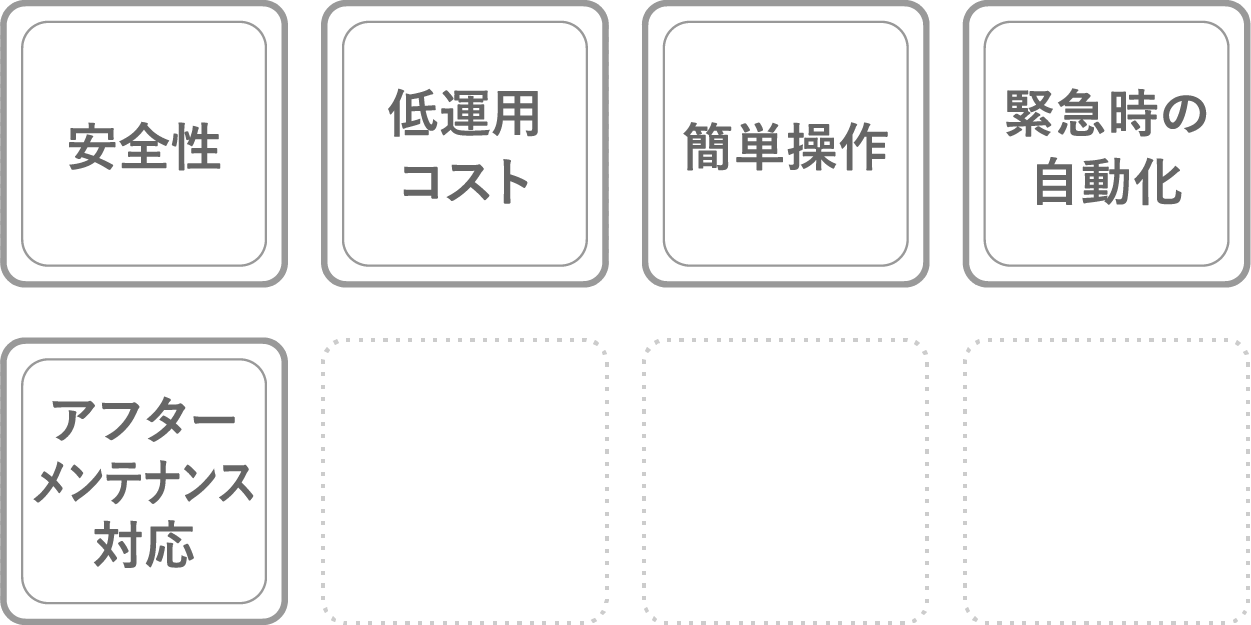 安全性
低運用
コスト
簡単操作
緊急時の
自動化
アフター
メンテナンス
対応